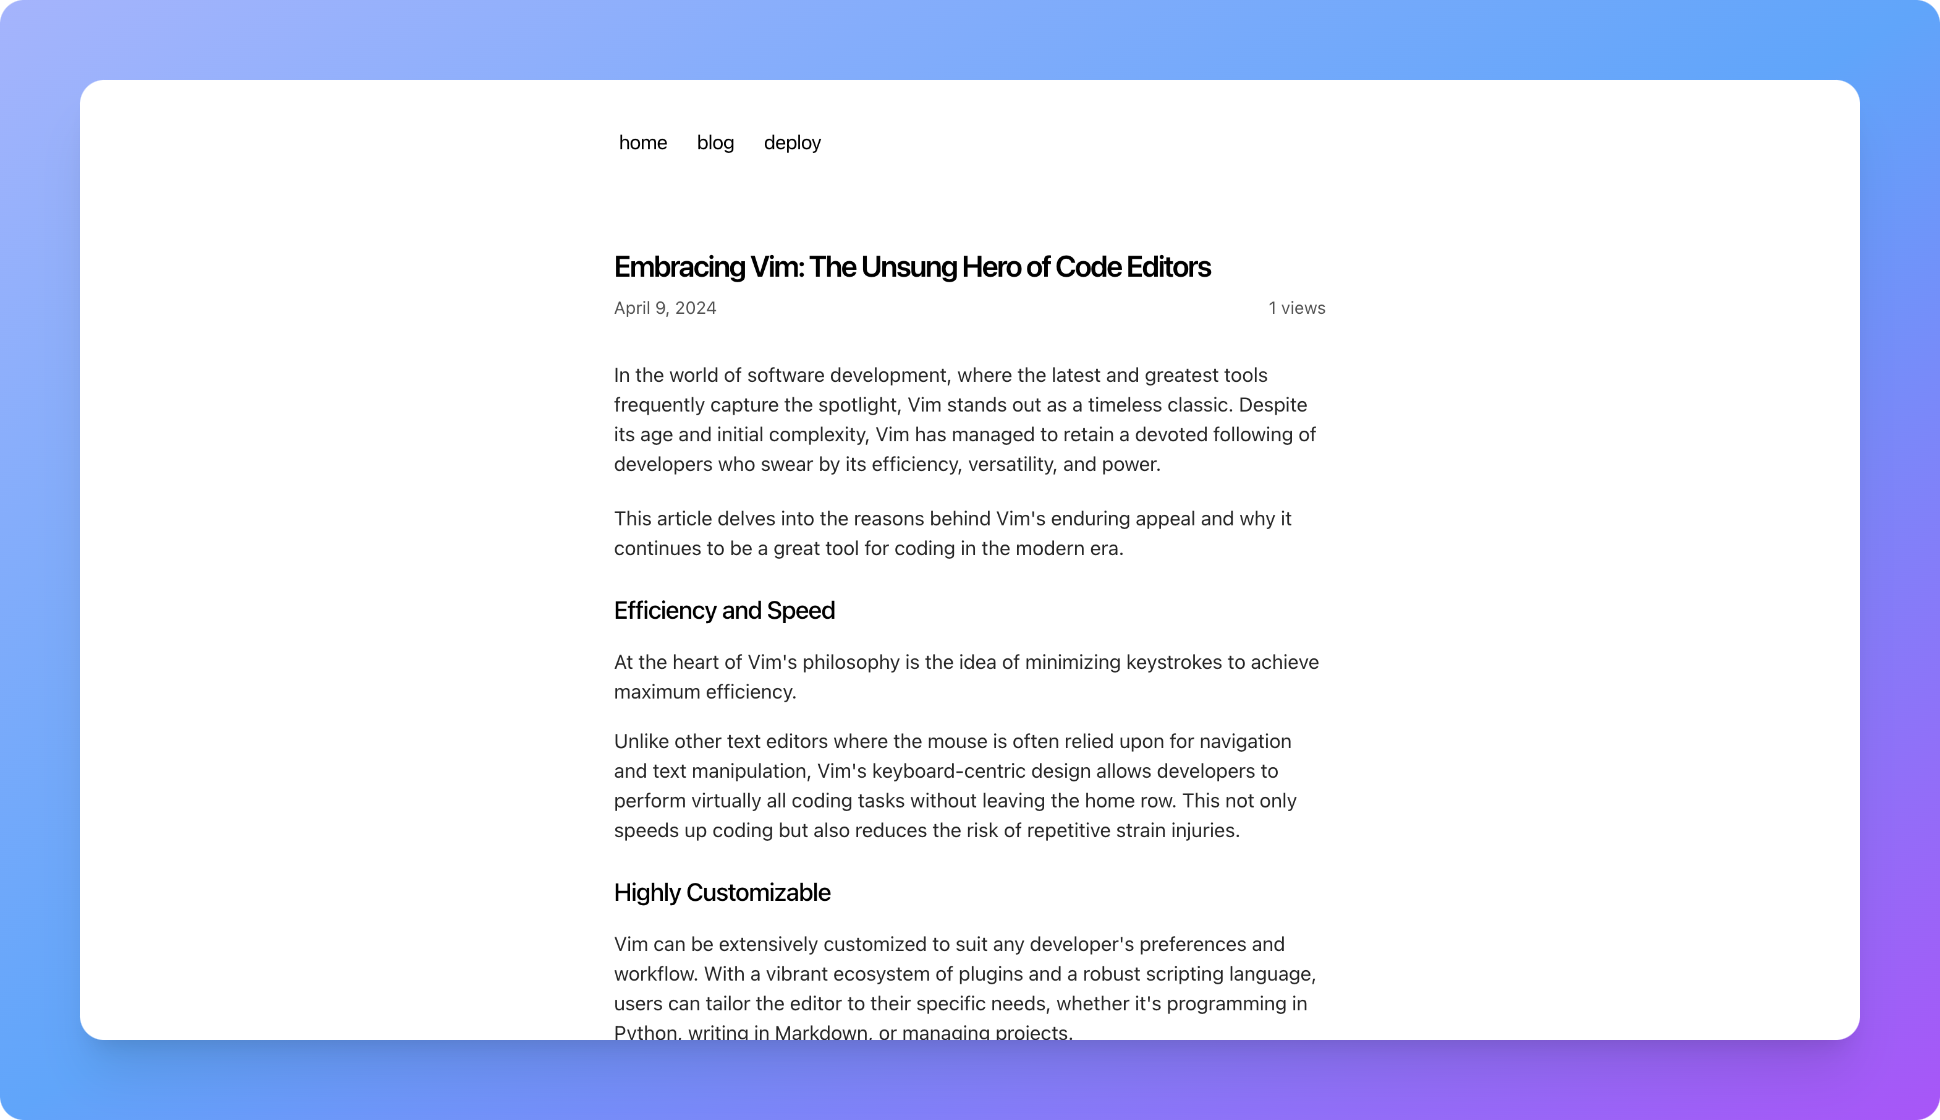 home blog deploy
Embracing Vim: The Unsung Hero of Code Editors
April 9, 2024 1 views
In the world of software development, where the latest and greatest tools
frequently capture the spotlight, Vim stands out as a timeless classic. Despite
its age and initial complexity, Vim has managed to retain a devoted following of
developers who swear by its efficiency, versatility, and power.
This article delves into the reasons behind Vim's enduring appeal and why it
continues to be a great tool for coding in the modern era.
Efficiency and Speed
At the heart of Vim's philosophy is the idea of minimizing keystrokes to achieve
maximum efficiency.
Unlike other text editors where the mouse is often relied upon for navigation
and text manipulation, Vim's keyboard-centric design allows developers to
perform virtually all coding tasks without leaving the home row. This not only
speeds up coding but also reduces the risk of repetitive strain injuries.
Highly Customizable
Vim can be extensively customized to suit any developer's preferences and
workflow. With a vibrant ecosystem of plugins and a robust scripting language,
users can tailor the editor to their specific needs, whether it's programming in
Python, writing in Markdown, or managing projects.